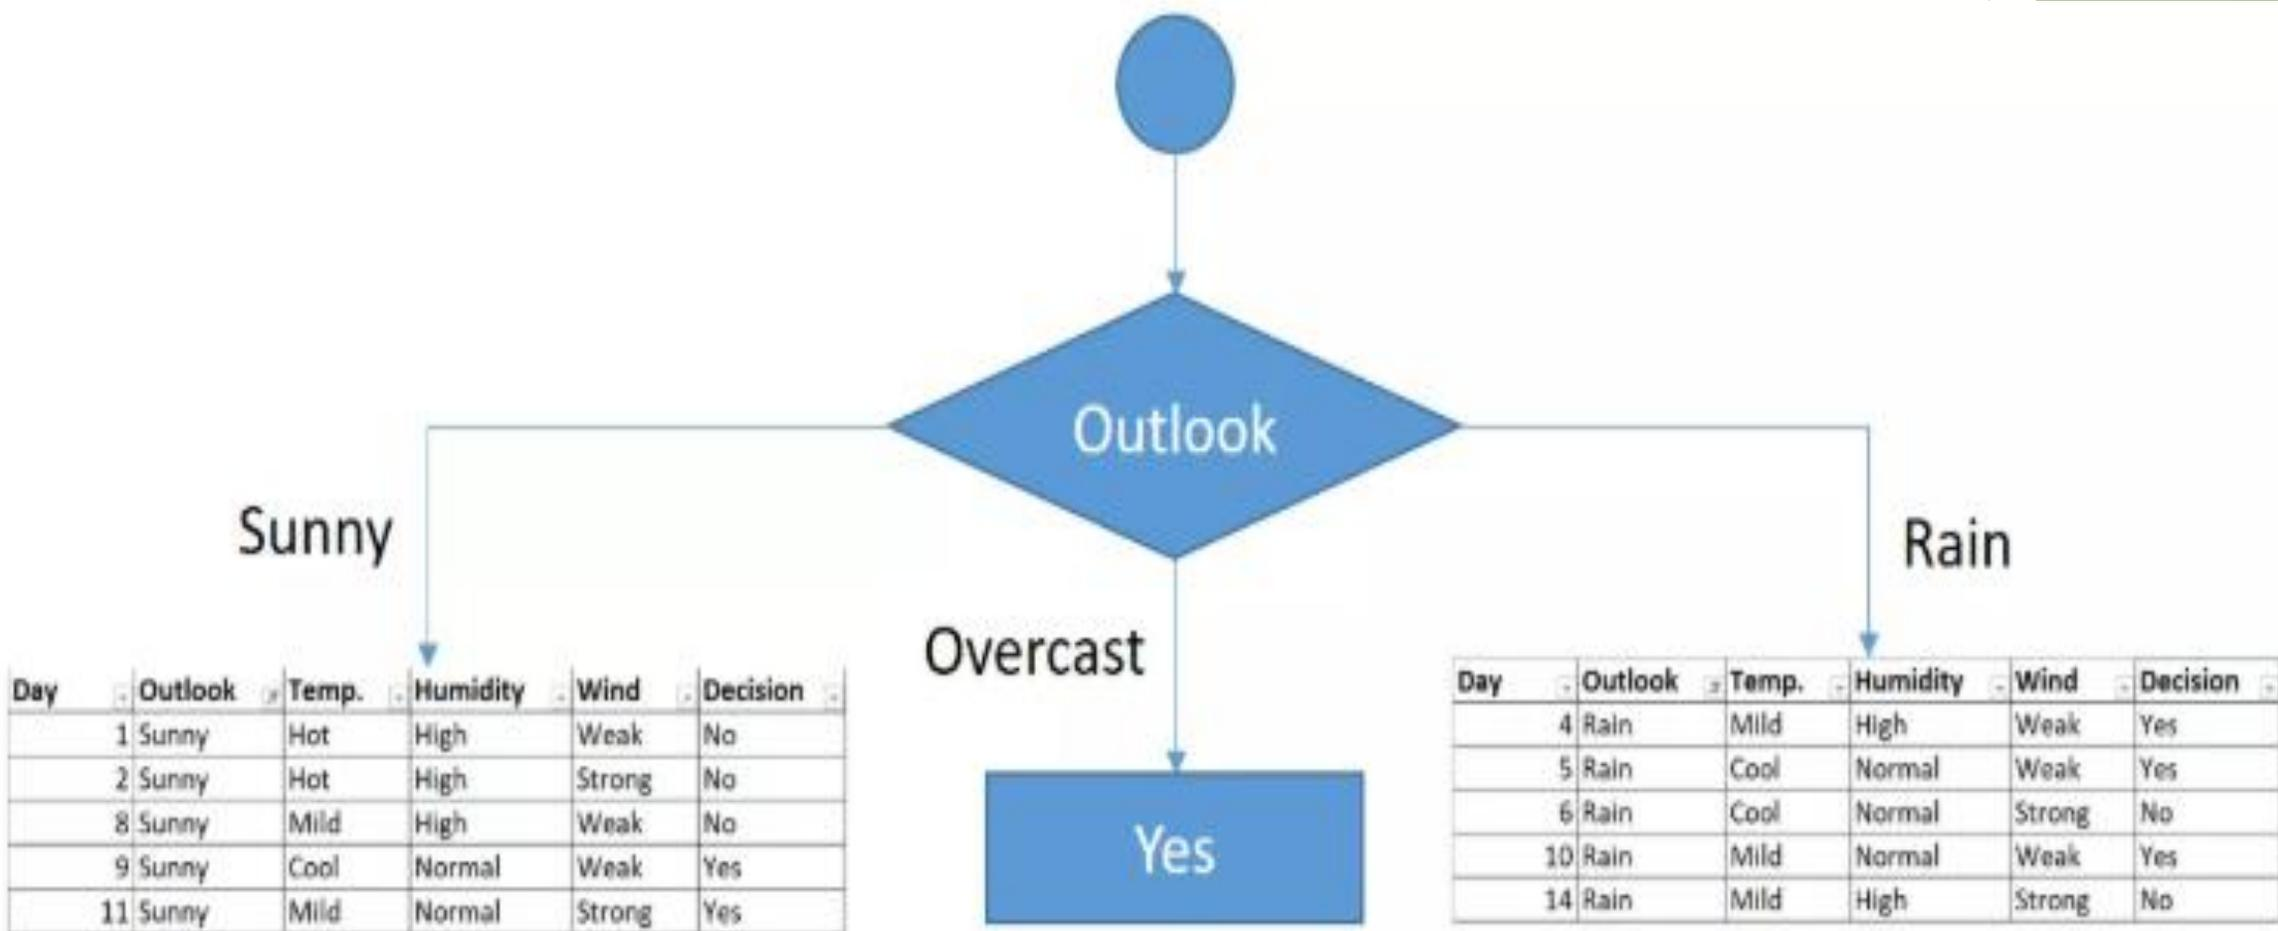 Outlook
Sunny
Rain
Overcast
Yes
Day Outlook Temp. Humidity Wind Decision
1 Sunny Hot High Weak No
2 Sunny Hot High Strong No
8 Sunny Mild High Weak No
9 Sunny Cool Normal Weak Yes
11 Sunny Mild Normal Strong Yes
Day Outlook Temp. Humidity Wind Decision
4 Rain Mild High Weak Yes
5 Rain Cool Normal Weak Yes
6 Rain Cool Normal Strong No
10 Rain Mild Normal Weak Yes
14 Rain Mild High Strong No